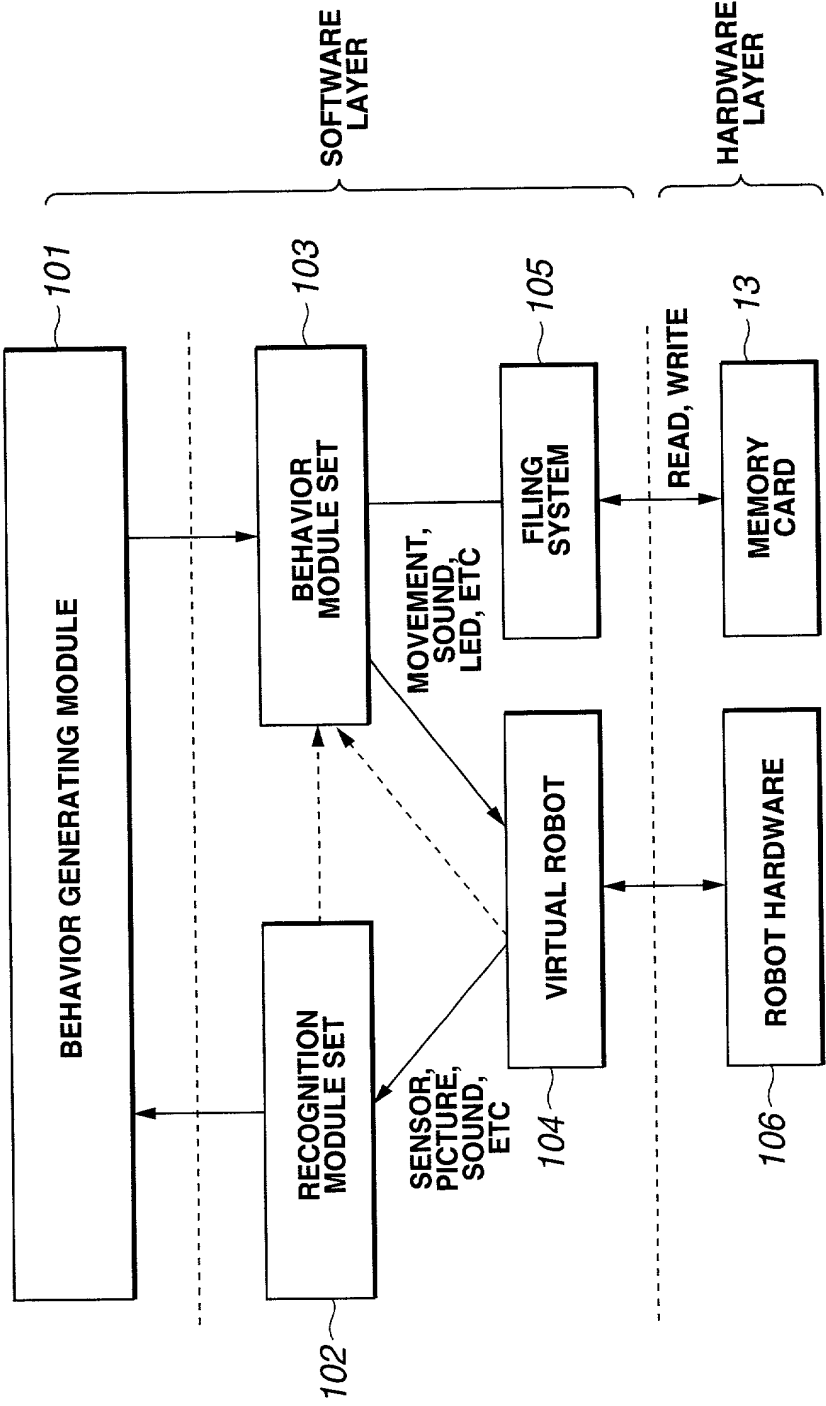 BEHAVIOR GENERATING MODULE
101
SOFTWARE
LAYER
102
RECOGNITION
MODULE SET
BEHAVIOR
MODULE SET
103
SENSOR,
PICTURE,
SOUND,
ETC
MOVEMENT,
SOUND,
LED, ETC
104
VIRTUAL ROBOT
FILING
SYSTEM
105
READ, WRITE
106
ROBOT HARDWARE
MEMORY
CARD
13
HARDWARE
LAYER